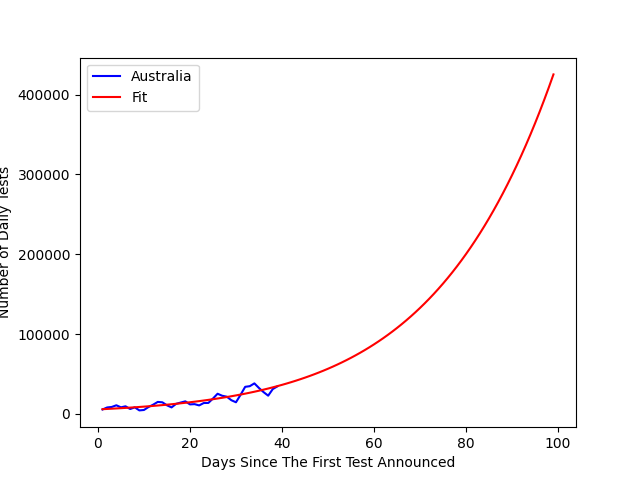 Australia
Fit
400000
300000
200000
100000
0
Number of Daily Tests
0 20 40 60 80 100
Days Since The First Test Announced